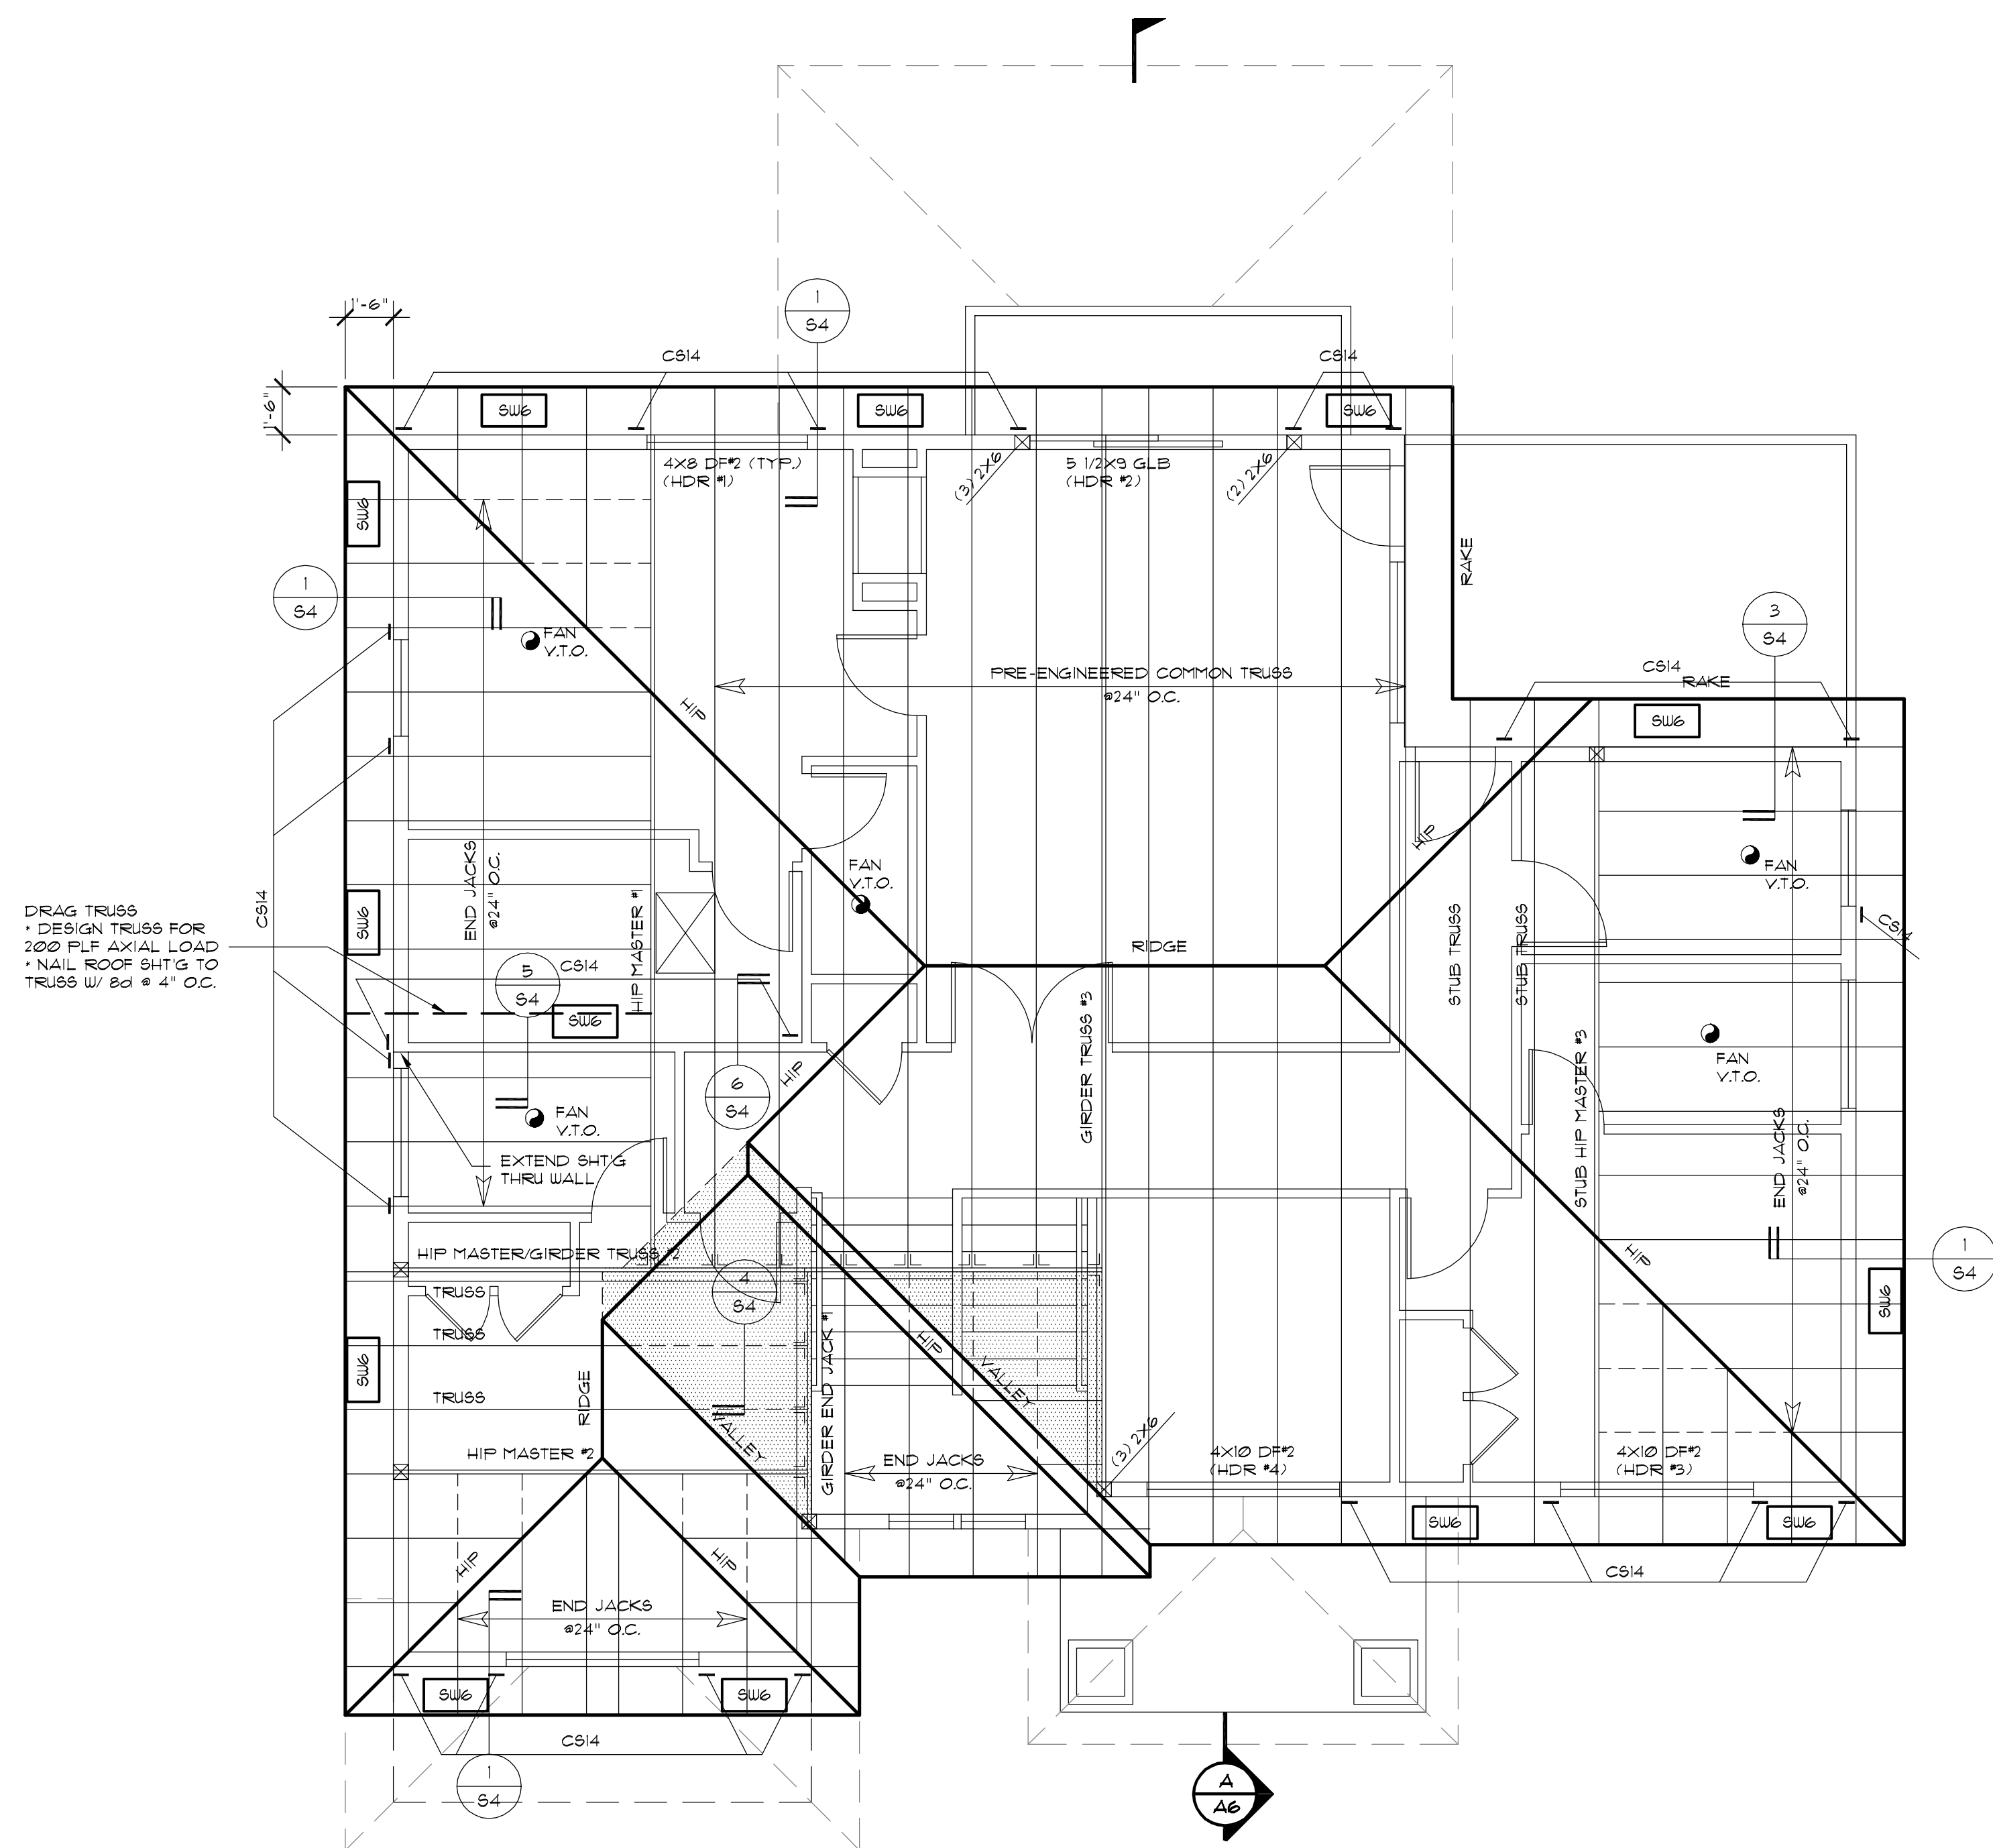 1'-6"
1
S4
CS14
CS14
1'-6"
SW6
SW6
SW6
4X8 DF#2 (TYP.)
(HDR #1)
(3) 2X6
5 1/2X9 GLB
(HDR #2)
(2) 2X6
SW6
RAKE
1
S4
FAN
V.T.O.
3
S4
CS14
RAKE
PRE-ENGINEERED COMMON TRUSS
@24" O.C.
HIP
SW6
HIP
FAN
V.T.O.
FAN
V.T.O.
END JACKS
@24" O.C.
CS14
SW6
HIP MASTER #1
DRAG TRUSS
* DESIGN TRUSS FOR
200 PLF AXIAL LOAD
* NAIL ROOF SHT'G TO
TRUSS W/ 8d @ 4" O.C.
5
S4
CS14
SW6
RIDGE
STUB TRUSS
STUB TRUSS
CS14
GIRDER TRUSS #3
FAN
V.T.O.
6
S4
HIP
FAN
V.T.O.
EXTEND SHT'G
THRU WALL
STUB HIP MASTER #3
END JACKS
@24" O.C.
HIP MASTER/GIRDER TRUSS #2
TRUSS
TRUSS
TRUSS
4
S4
HIP
1
S4
SW6
SW6
RIDGE
GIRDER END JACK #1
HIP
VALLEY
VALLEY
HIP MASTER #2
END JACKS
@24" O.C.
(3) 2X6
4X10 DF#2
(HDR #4)
4X10 DF#2
(HDR #3)
SW6
SW6
CS14
HIP
HIP
END JACKS
@24" O.C.
SW6
SW6
CS14
1
S4
A
A6